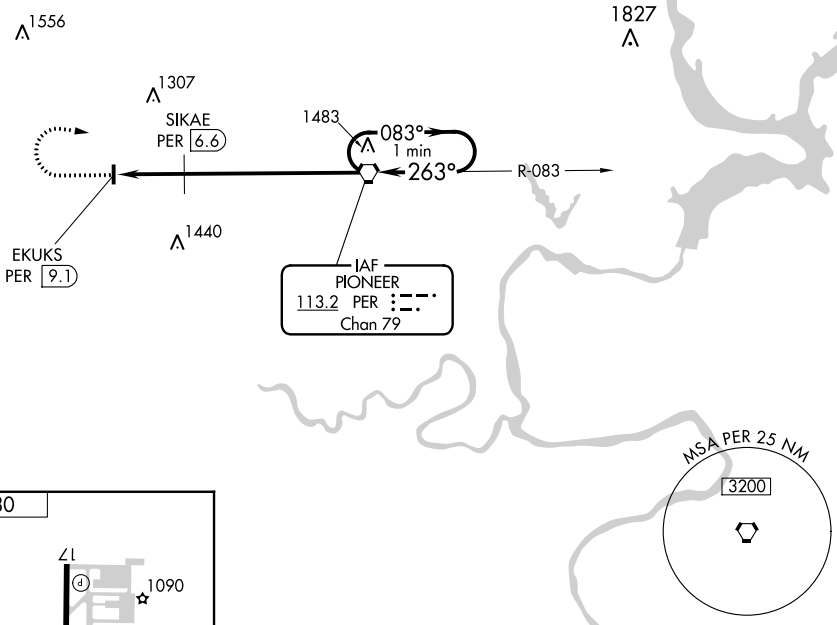 1556
1827
1307
SIKAE
PER 6.6
1483
083°
1 min
263°
R-083
1440
EKUKS
PER 9.1
IAF
PIONEER
113.2 PER
Chan 79
MSA PER 25 NM
3200
17
P
1090